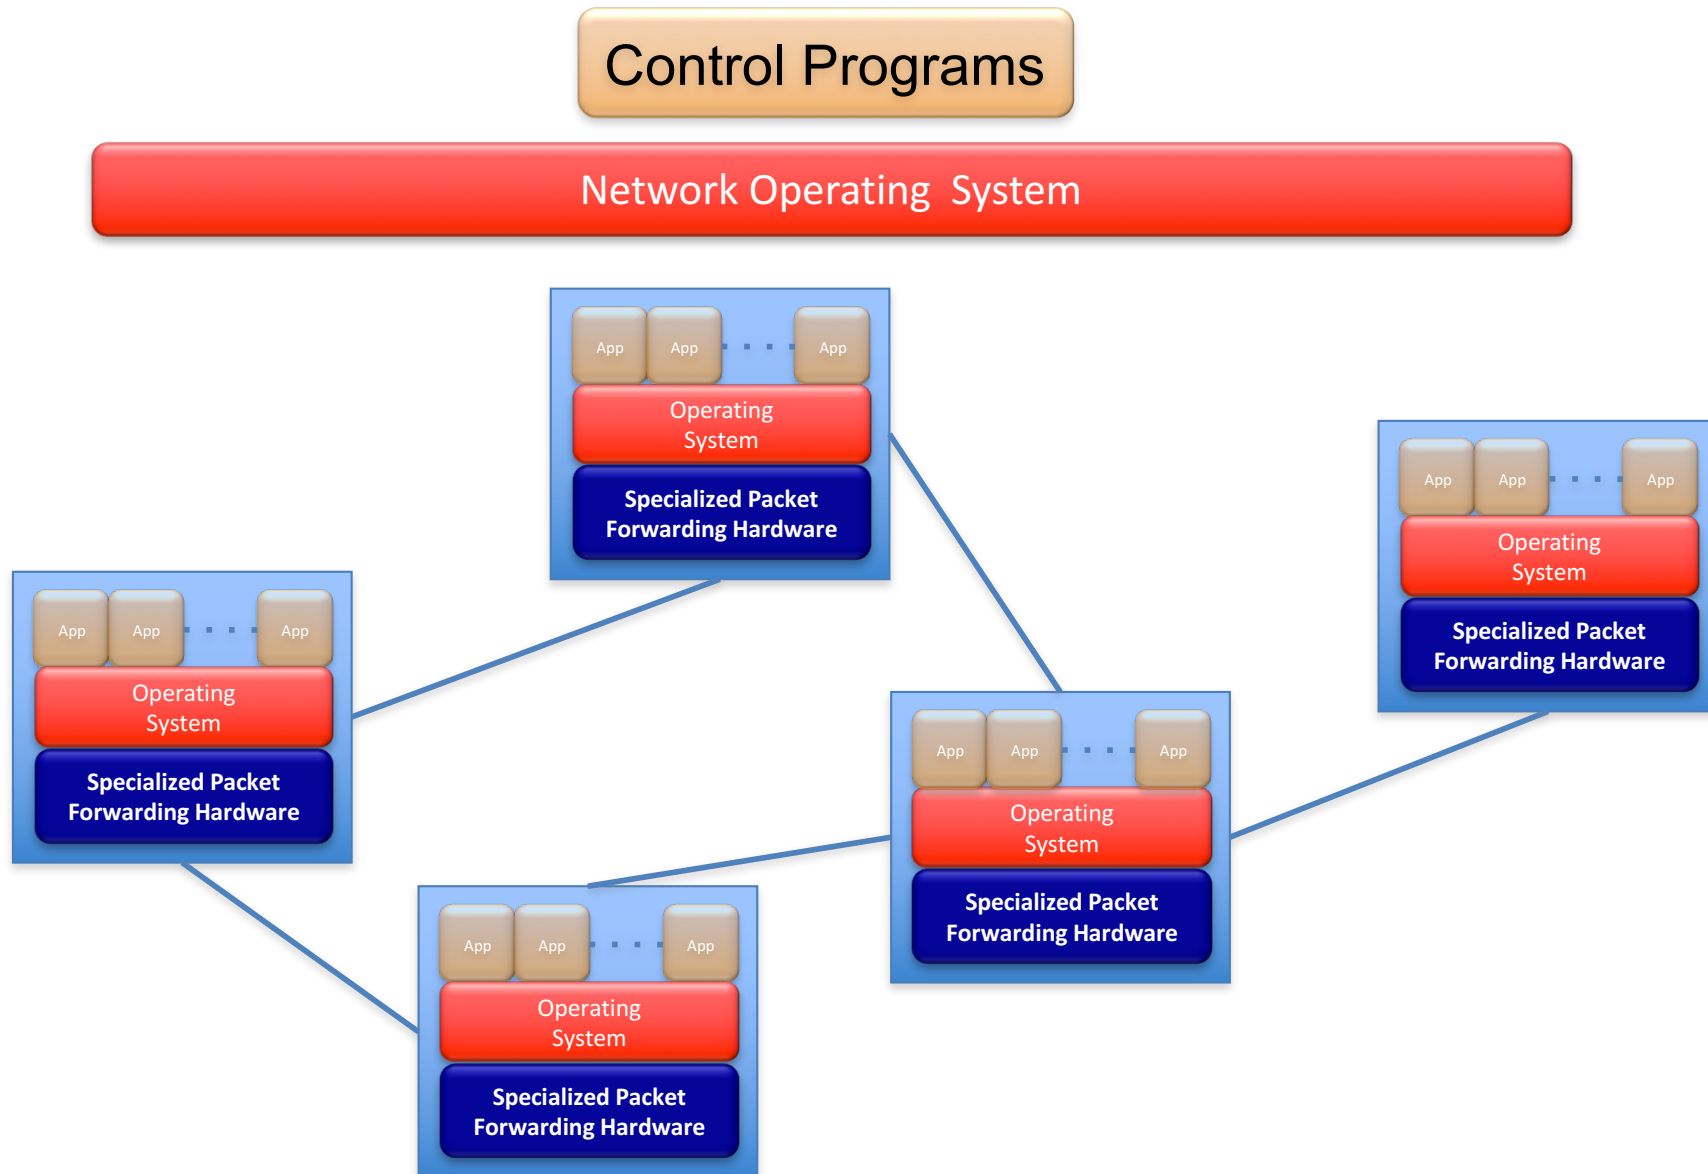 Control Programs
Network Operating  System
App App App
Operating
System
Specialized Packet
Forwarding Hardware
App App App
Operating
System
Specialized Packet
Forwarding Hardware
App App App
Operating
System
Specialized Packet
Forwarding Hardware
App App App
Operating
System
Specialized Packet
Forwarding Hardware
App App App
Operating
System
Specialized Packet
Forwarding Hardware